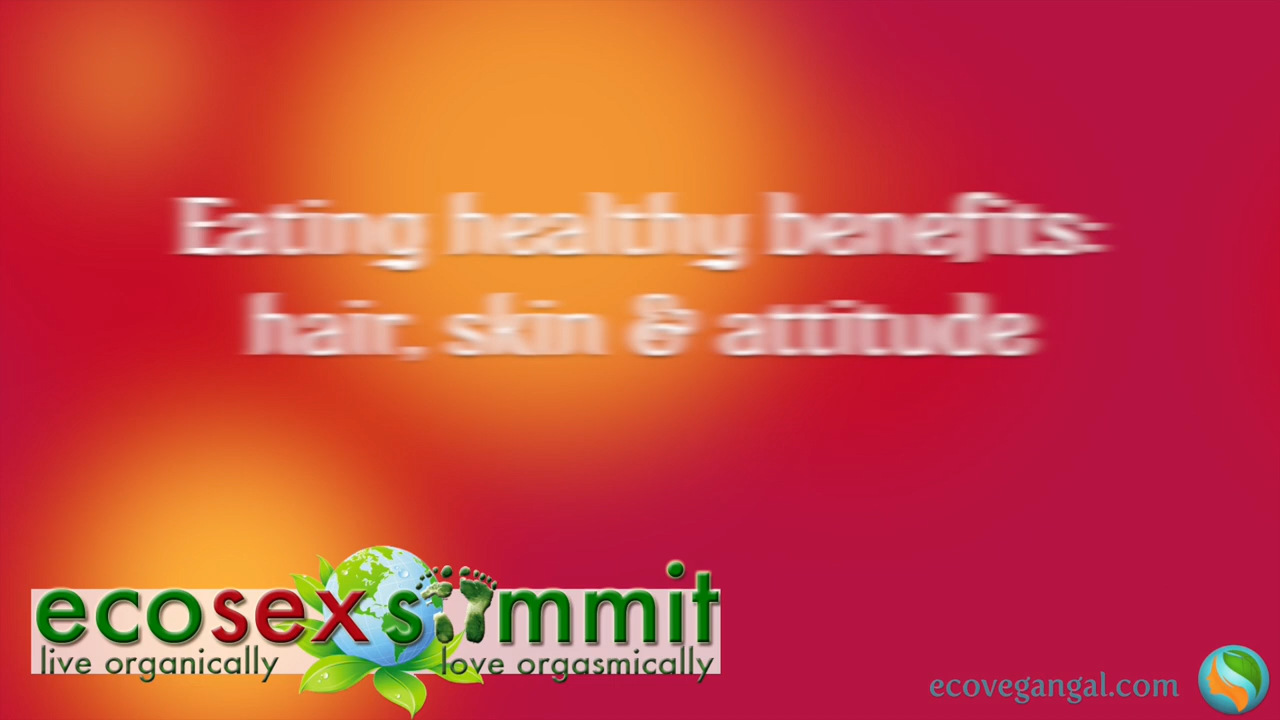 Eating healthy benefits:
hair, skin & attitude
ecosexsummit
live organically love orgasmically
ecovegangal.com